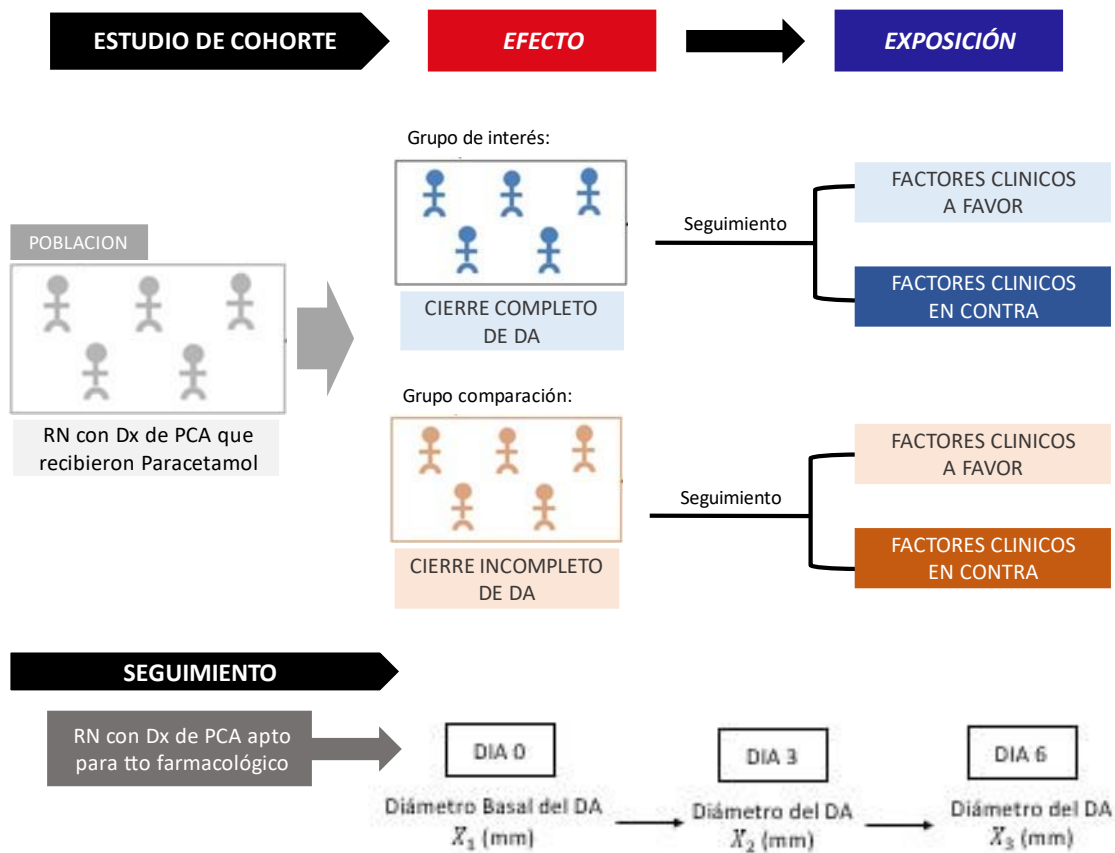 ESTUDIO DE COHORTE
EFECTO
EXPOSICIÓN
Grupo de interés:
POBLACION
RN con Dx de PCA que
recibieron Paracetamol
CIERRE COMPLETO
DE DA
Seguimiento
FACTORES CLINICOS
A FAVOR
FACTORES CLINICOS
EN CONTRA
Grupo comparación:
CIERRE INCOMPLETO
DE DA
Seguimiento
FACTORES CLINICOS
A FAVOR
FACTORES CLINICOS
EN CONTRA
SEGUIMIENTO
RN con Dx de PCA apto
para tto farmacológico
DIA 0
Diámetro Basal del DA
X₁ (mm)
DIA 3
Diámetro del DA
X₂ (mm)
DIA 6
Diámetro del DA
X₃ (mm)